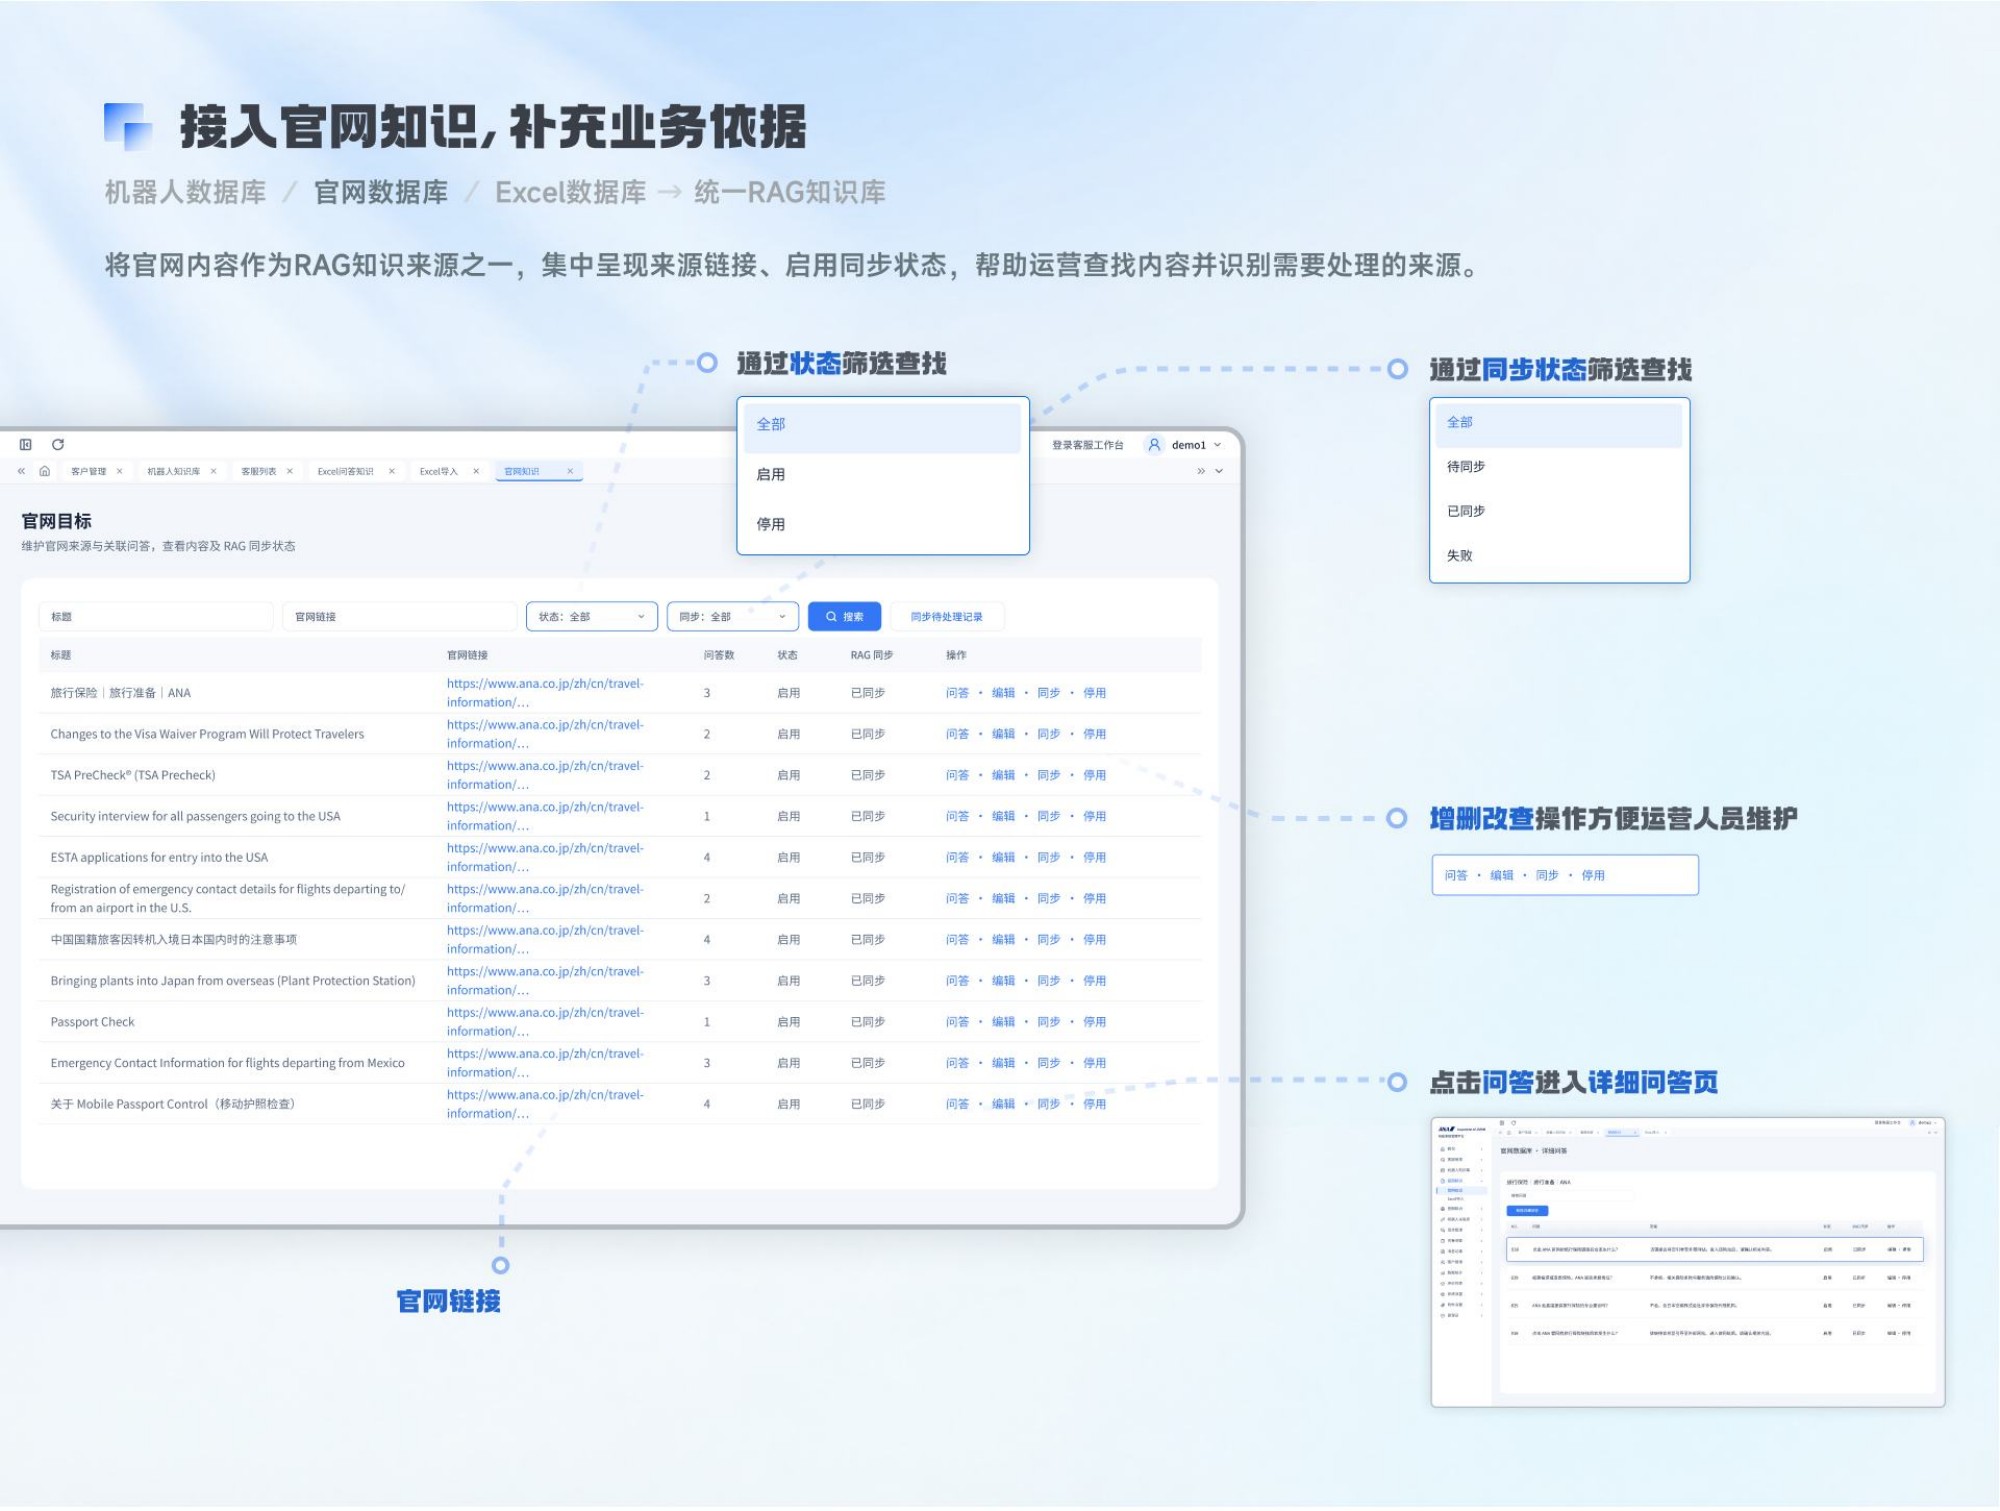 接入官网知识,补充业务依据
机器人数据库 / 官网数据库 / Excel数据库 → 统一RAG知识库
将官网内容作为RAG知识来源之一，集中呈现来源链接、启用同步状态，帮助运营查找内容并识别需要处理的来源。
通过状态筛选查找
全部
启用
停用
通过同步状态筛选查找
全部
待同步
已同步
失败
登录客服工作台 demo1
客户管理 × 机器人知识库 × 客服列表 × Excel问答知识 × Excel导入 × 官网知识 ×
官网目标
维护官网来源与关联问答，查看内容及 RAG 同步状态
标题 官网链接 状态：全部 同步：全部 搜索 同步待处理记录
标题 官网链接 问答数 状态 RAG 同步 操作
旅行保险｜旅行准备｜ANA https://www.ana.co.jp/zh/cn/travel-
information/... 3 启用 已同步 问答 · 编辑 · 同步 · 停用
Changes to the Visa Waiver Program Will Protect Travelers https://www.ana.co.jp/zh/cn/travel-
information/... 2 启用 已同步 问答 · 编辑 · 同步 · 停用
TSA PreCheck® (TSA Precheck) https://www.ana.co.jp/zh/cn/travel-
information/... 2 启用 已同步 问答 · 编辑 · 同步 · 停用
Security interview for all passengers going to the USA https://www.ana.co.jp/zh/cn/travel-
information/... 1 启用 已同步 问答 · 编辑 · 同步 · 停用
ESTA applications for entry into the USA https://www.ana.co.jp/zh/cn/travel-
information/... 4 启用 已同步 问答 · 编辑 · 同步 · 停用
Registration of emergency contact details for flights departing to/ https://www.ana.co.jp/zh/cn/travel-
from an airport in the U.S. information/... 2 启用 已同步 问答 · 编辑 · 同步 · 停用
中国国籍旅客因转机入境日本国内时的注意事项 https://www.ana.co.jp/zh/cn/travel-
information/... 4 启用 已同步 问答 · 编辑 · 同步 · 停用
Bringing plants into Japan from overseas (Plant Protection Station) https://www.ana.co.jp/zh/cn/travel-
information/... 3 启用 已同步 问答 · 编辑 · 同步 · 停用
Passport Check https://www.ana.co.jp/zh/cn/travel-
information/... 1 启用 已同步 问答 · 编辑 · 同步 · 停用
Emergency Contact Information for flights departing from Mexico https://www.ana.co.jp/zh/cn/travel-
information/... 3 启用 已同步 问答 · 编辑 · 同步 · 停用
关于 Mobile Passport Control（移动护照检查） https://www.ana.co.jp/zh/cn/travel-
information/... 4 启用 已同步 问答 · 编辑 · 同步 · 停用
官网链接
增删改查操作方便运营人员维护
问答 · 编辑 · 同步 · 停用
点击问答进入详细问答页
官网数据库 · 详细问答
旅行保险｜旅行准备｜ANA